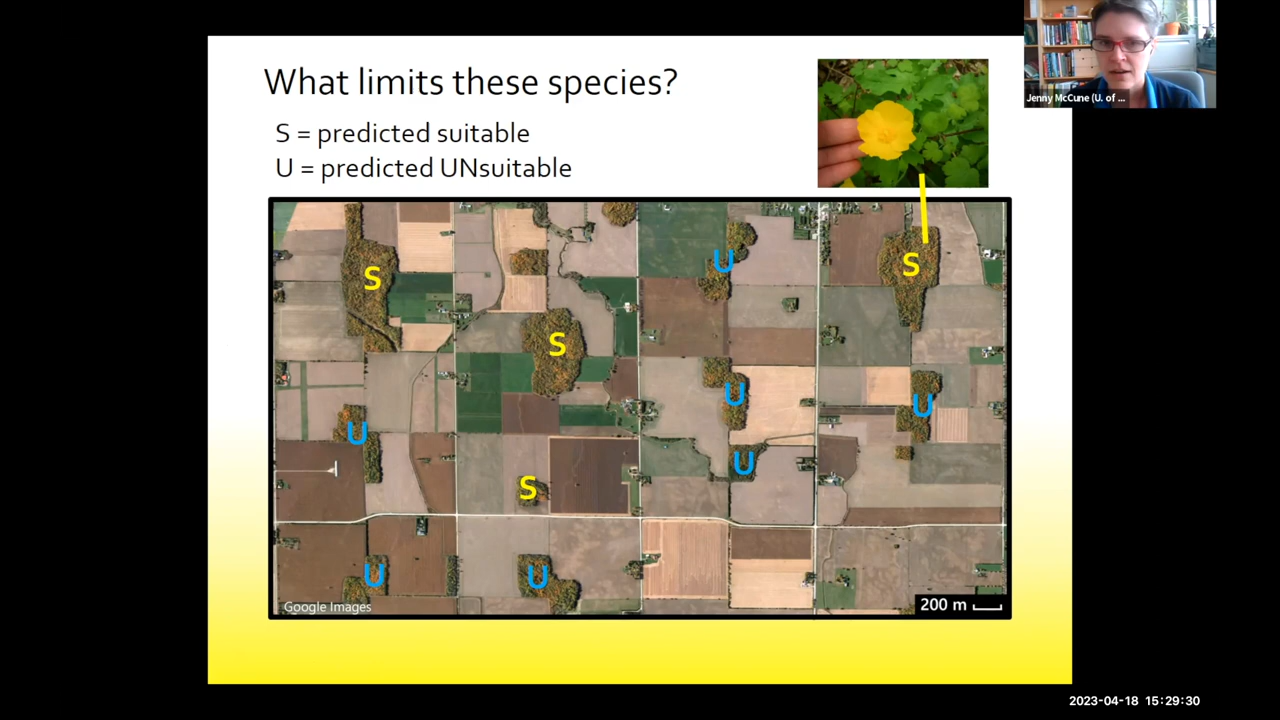 What limits these species?
S = predicted suitable
U = predicted UNsuitable
Jenny McCune (U. of ...
U
S
S
S
U
U
U
U
S
U
U
U
Google Images
200 m
2023-04-18 15:29:30